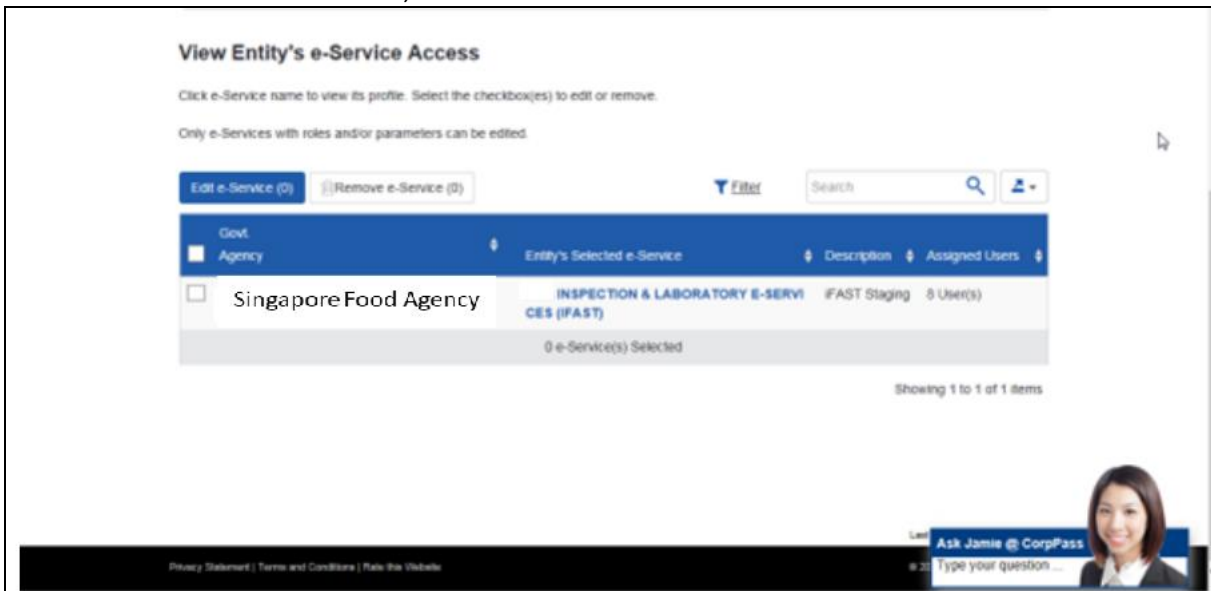 View Entity's e-Service Access
Click e-Service name to view its profile. Select the checkbox(es) to edit or remove.
Only e-Services with roles and/or parameters can be edited.
Edit e-Service (0)
Remove e-Service (0)
Filter
Search
Govt.
Agency
Entity's Selected e-Service
Description
Assigned Users
Singapore Food Agency
INSPECTION & LABORATORY E-SERVI
CES (IFAST)
iFAST Staging
8 User(s)
0 e-Service(s) Selected
Showing 1 to 1 of 1 items
Ask Jamie @ CorpPass
Type your question ...
Privacy Statement | Terms and Conditions | Rate this Website